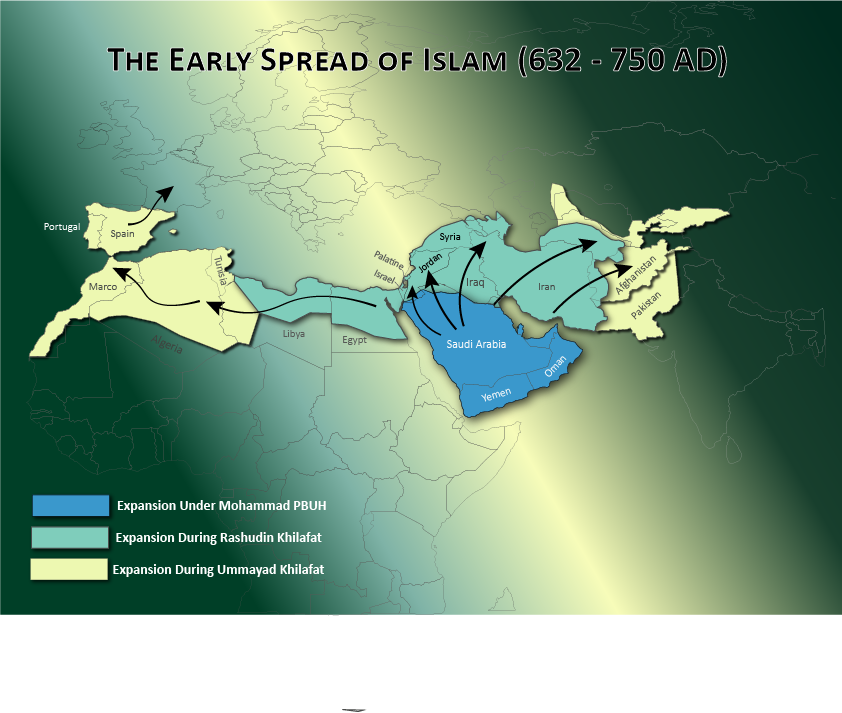 The Early Spread of Islam (632 - 750 AD)
Portugal
Spain
Marco
Tunisia
Algeria
Libya
Egypt
Palatine
Israel
Jordan
Syria
Iraq
Iran
Afghanistan
Pakistan
Saudi Arabia
Yemen
Oman
Expansion Under Mohammad PBUH
Expansion During Rashudin Khilafat
Expansion During Ummayad Khilafat